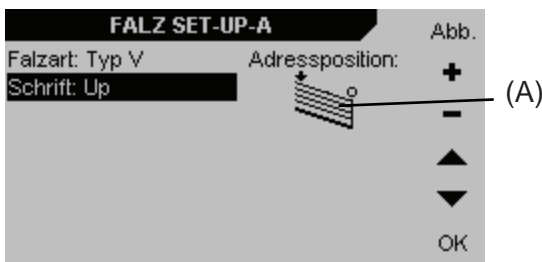 FALZ SET-UP-A
Abb.
Falzart: Typ V
Adressposition:
Schrift: Up
+
(A)
-
OK